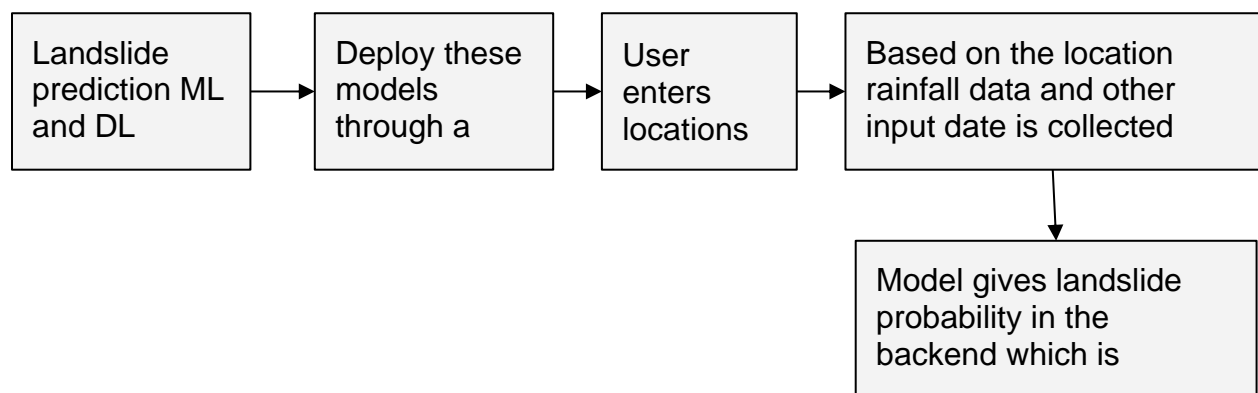 Landslide
prediction ML
and DL
Deploy these
models
through a
User
enters
locations
Based on the location
rainfall data and other
input date is collected
Model gives landslide
probability in the
backend which is